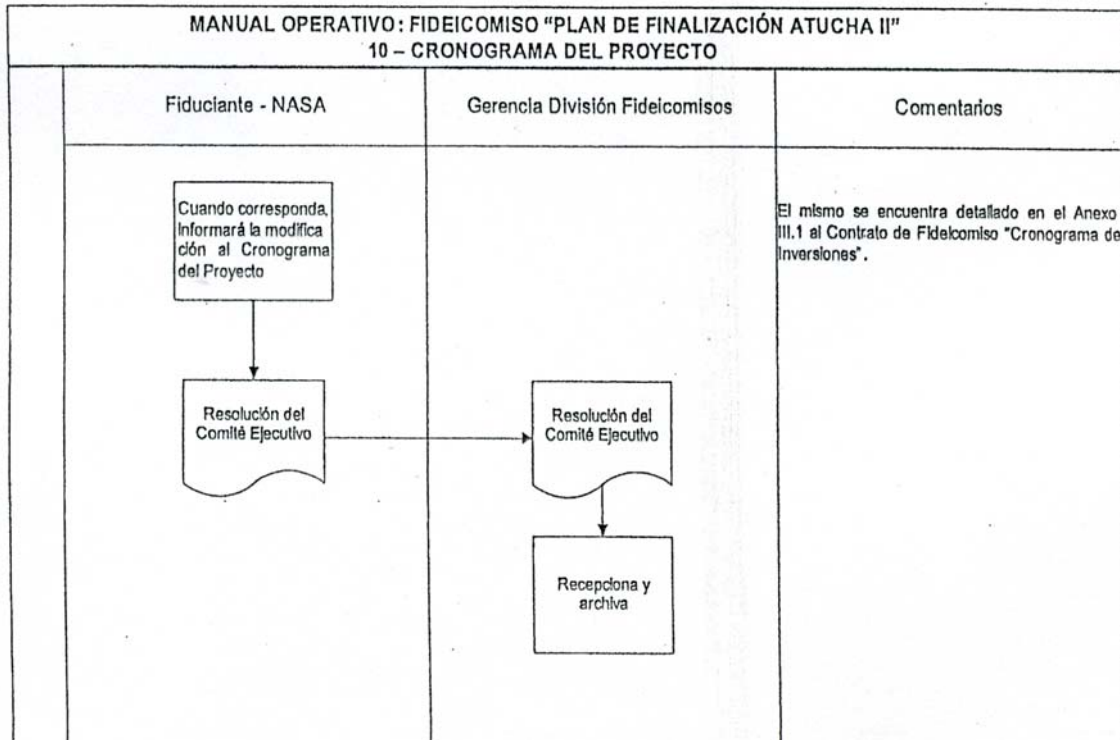 MANUAL OPERATIVO: FIDEICOMISO "PLAN DE FINALIZACIÓN ATUCHA II"
10 – CRONOGRAMA DEL PROYECTO
Fiduciante - NASA
Gerencia División Fideicomisos
Comentarios
Cuando corresponda,
Informará la modifica
ción al Cronograma
del Proyecto
El mismo se encuentra detallado en el Anexo
III.1 al Contrato de Fideicomiso "Cronograma de
Inversiones".
Resolución del
Comité Ejecutivo
Resolución del
Comité Ejecutivo
Recepciona y
archiva